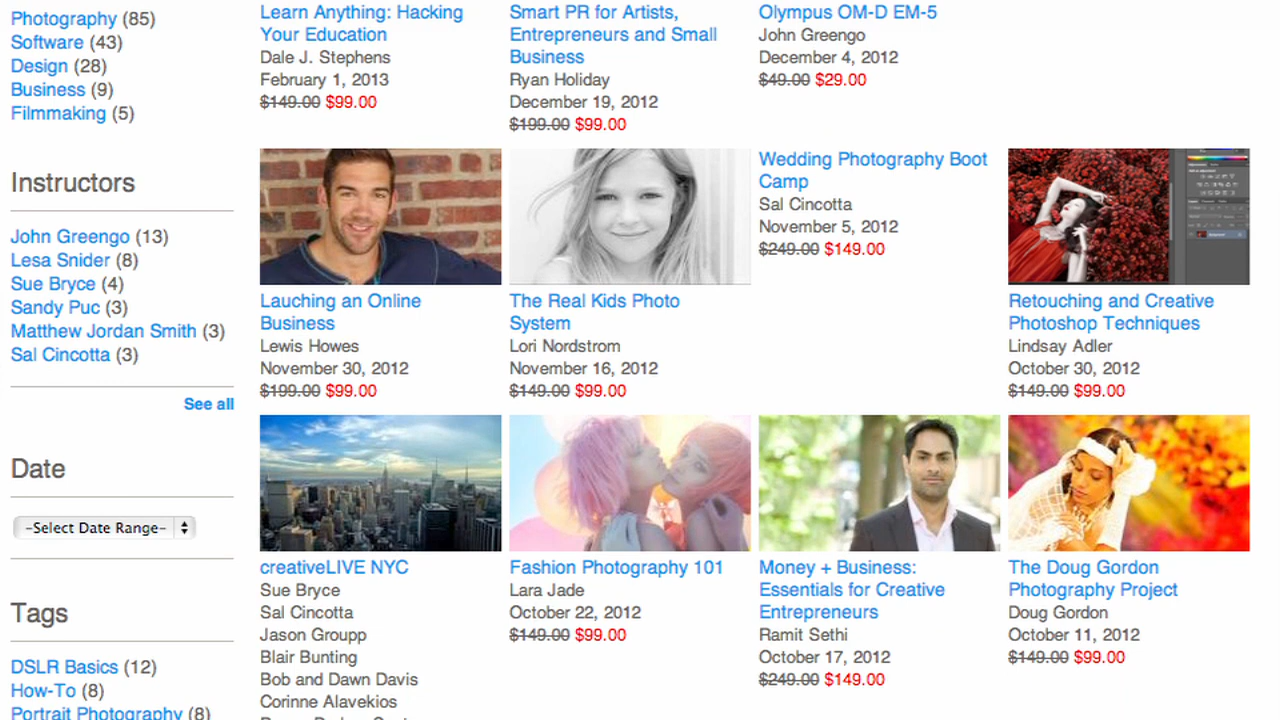 Photography (85)
Software (43)
Design (28)
Business (9)
Filmmaking (5)
Instructors
John Greengo (13)
Lesa Snider (8)
Sue Bryce (4)
Sandy Puc (3)
Matthew Jordan Smith (3)
Sal Cincotta (3)
See all
Date
-Select Date Range-
Tags
DSLR Basics (12)
How-To (8)
Portrait Photography (8)
Learn Anything: Hacking
Your Education
Dale J. Stephens
February 1, 2013
$149.00 $99.00
Smart PR for Artists,
Entrepreneurs and Small
Business
Ryan Holiday
December 19, 2012
$199.00 $99.00
Olympus OM-D EM-5
John Greengo
December 4, 2012
$49.00 $29.00
Lauching an Online
Business
Lewis Howes
November 30, 2012
$199.00 $99.00
The Real Kids Photo
System
Lori Nordstrom
November 16, 2012
$149.00 $99.00
Wedding Photography Boot
Camp
Sal Cincotta
November 5, 2012
$249.00 $149.00
Retouching and Creative
Photoshop Techniques
Lindsay Adler
October 30, 2012
$149.00 $99.00
creativeLIVE NYC
Sue Bryce
Sal Cincotta
Jason Groupp
Blair Bunting
Bob and Dawn Davis
Corinne Alavekios
Fashion Photography 101
Lara Jade
October 22, 2012
$149.00 $99.00
Money + Business:
Essentials for Creative
Entrepreneurs
Ramit Sethi
October 17, 2012
$249.00 $149.00
The Doug Gordon
Photography Project
Doug Gordon
October 11, 2012
$149.00 $99.00